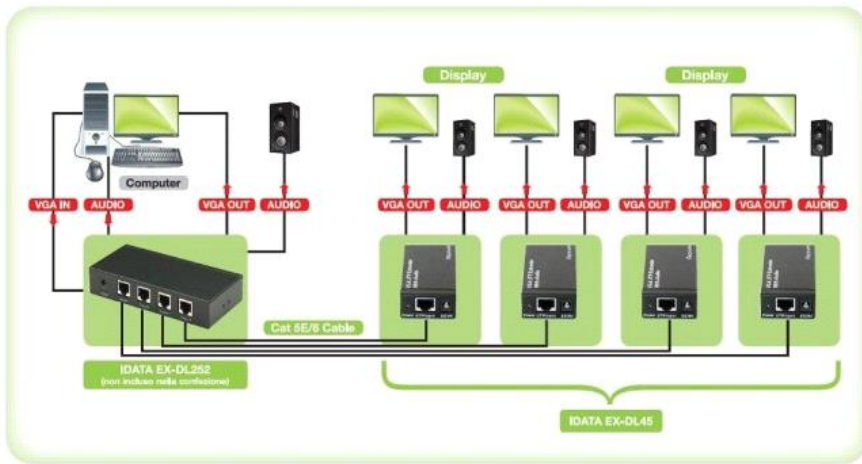 Display
Display
Computer
VGA IN
AUDIO
VGA OUT
AUDIO
VGA OUT
AUDIO
VGA OUT
AUDIO
VGA OUT
AUDIO
VGA OUT
AUDIO
Cat 5E/6 Cable
IDATA EX-DL252
(non incluso nella confezione)
IDATA EX-DL45